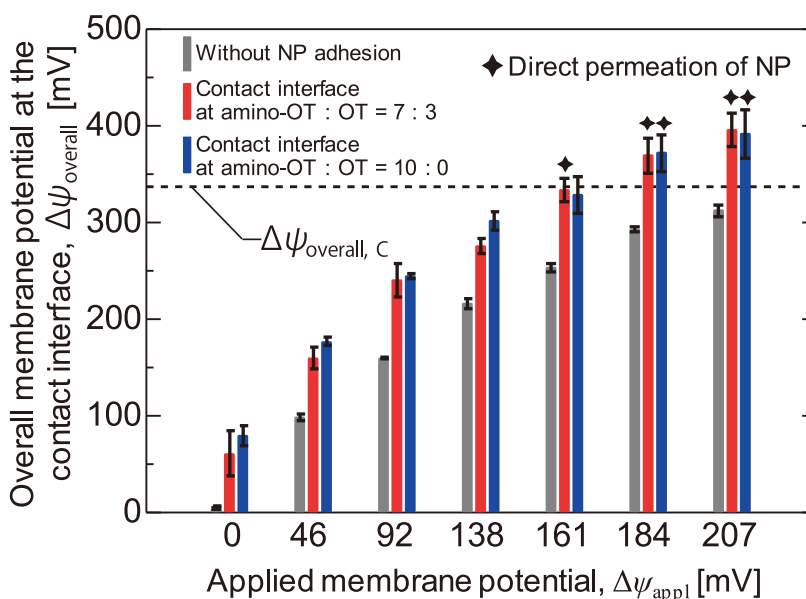 Overall membrane potential at the
contact interface, Δψoverall [mV]
500
400
300
200
100
0
Without NP adhesion
Contact interface
at amino-OT : OT = 7 : 3
Contact interface
at amino-OT : OT = 10 : 0
✦ Direct permeation of NP
Δψoverall, C
0 46 92 138 161 184 207
Applied membrane potential, Δψappl [mV]